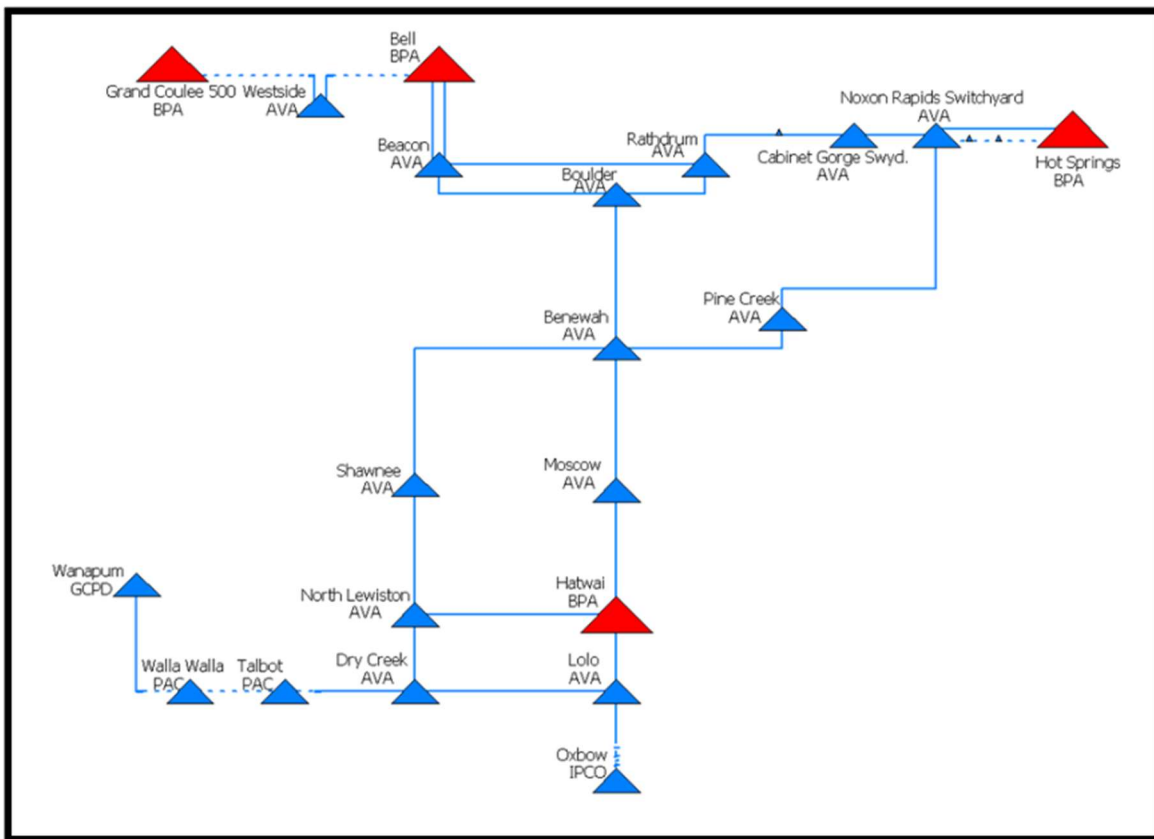 Bell
BPA
Grand Coulee 500
BPA
Westside
AVA
Noxon Rapids Switchyard
AVA
Beacon
AVA
Rathdrum
AVA
Boulder
AVA
Cabinet Gorge Swyd.
AVA
Hot Springs
BPA
Pine Creek
AVA
Benewah
AVA
Shawnee
AVA
Moscow
AVA
Wanapum
GCPD
North Lewiston
AVA
Hatwai
BPA
Walla Walla
PAC
Talbot
PAC
Dry Creek
AVA
Lolo
AVA
Oxbow
IPCO